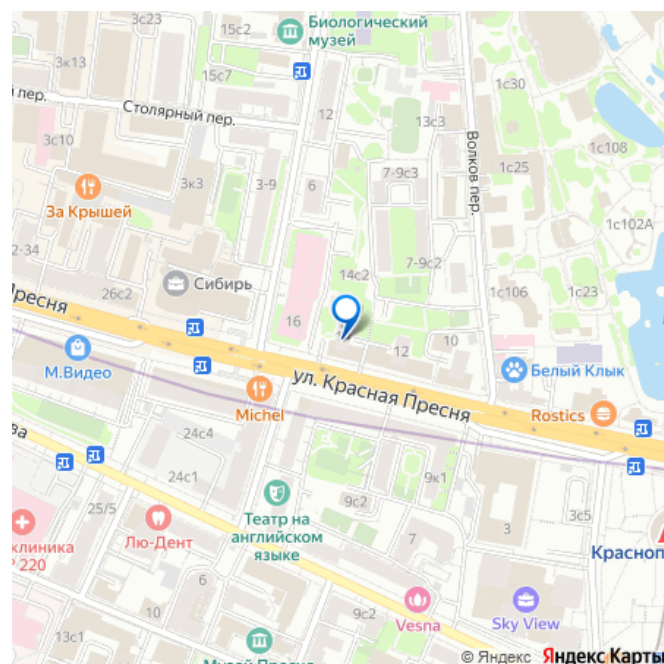 3с23
15с2
Биологический
музей
3к13
15с7
й пер.
Столярный пер.
12
1с30
13с3
Волков пер.
1с108
3с10
1с25
3к3
3-9
6
7-9с3
За Крышей
1с102А
2-34
14с2
7-9с2
26с2
Сибирь
1с106
1с23
Пресня
16
12
10
М.Видео
ул. Красная Пресня
Белый Клык
Michel
Rostics
ва
24с4
24с1
9к1
25/5
9с2
Театр на
английском
языке
Лю-Дент
7
3
3с5
клиника
220
Красноп
6
10
9с2
Vesna
Sky View
13с1
Музей Пресня
© Яндекс Яндекс Карты